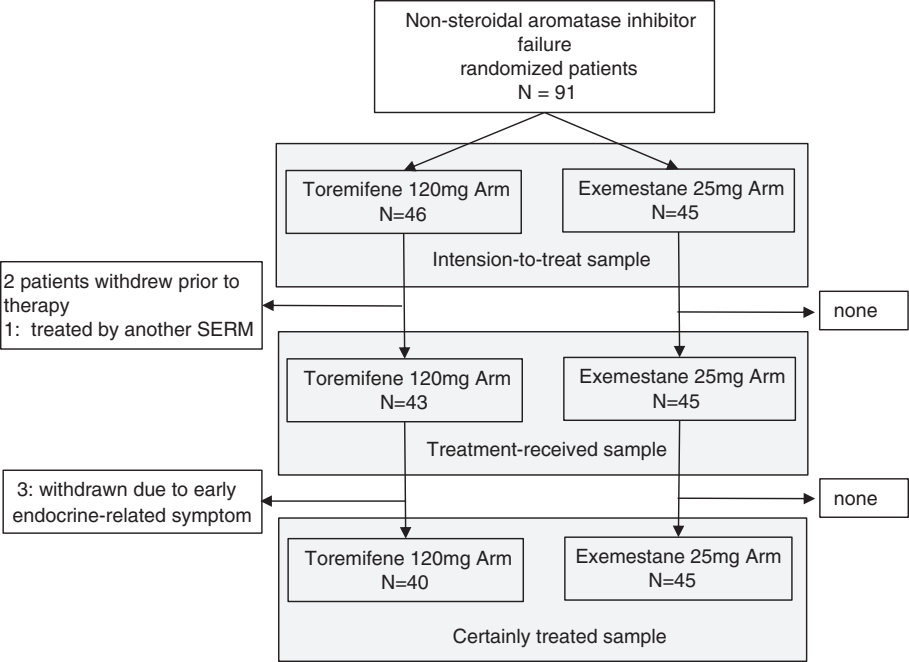 Non-steroidal aromatase inhibitor
failure
randomized patients
N = 91
Toremifene 120mg Arm
N=46
Exemestane 25mg Arm
N=45
Intension-to-treat sample
2 patients withdrew prior to
therapy
1: treated by another SERM
none
Toremifene 120mg Arm
N=43
Exemestane 25mg Arm
N=45
Treatment-received sample
3: withdrawn due to early
endocrine-related symptom
none
Toremifene 120mg Arm
N=40
Exemestane 25mg Arm
N=45
Certainly treated sample